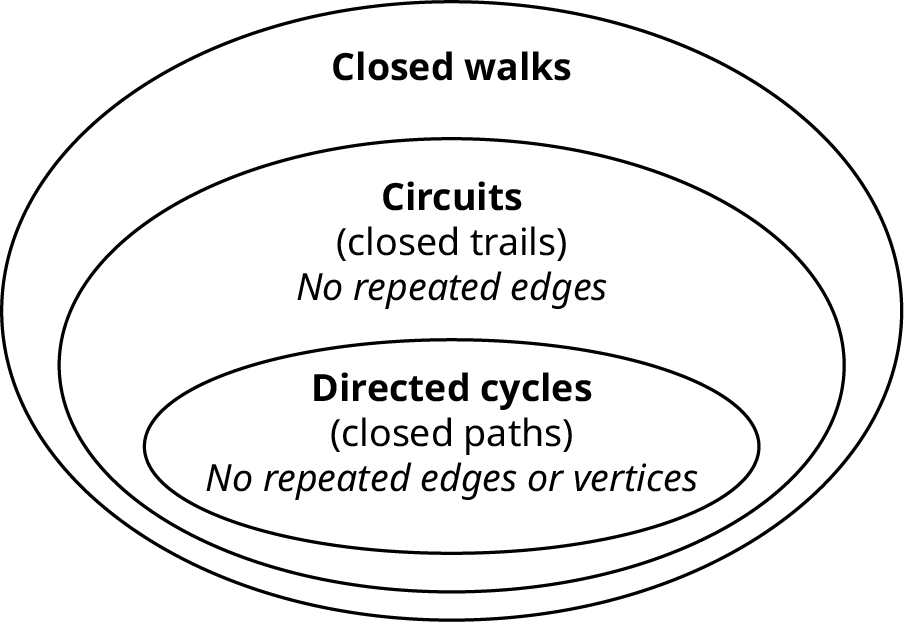 Closed walks
Circuits
(closed trails)
No repeated edges
Directed cycles
(closed paths)
No repeated edges or vertices